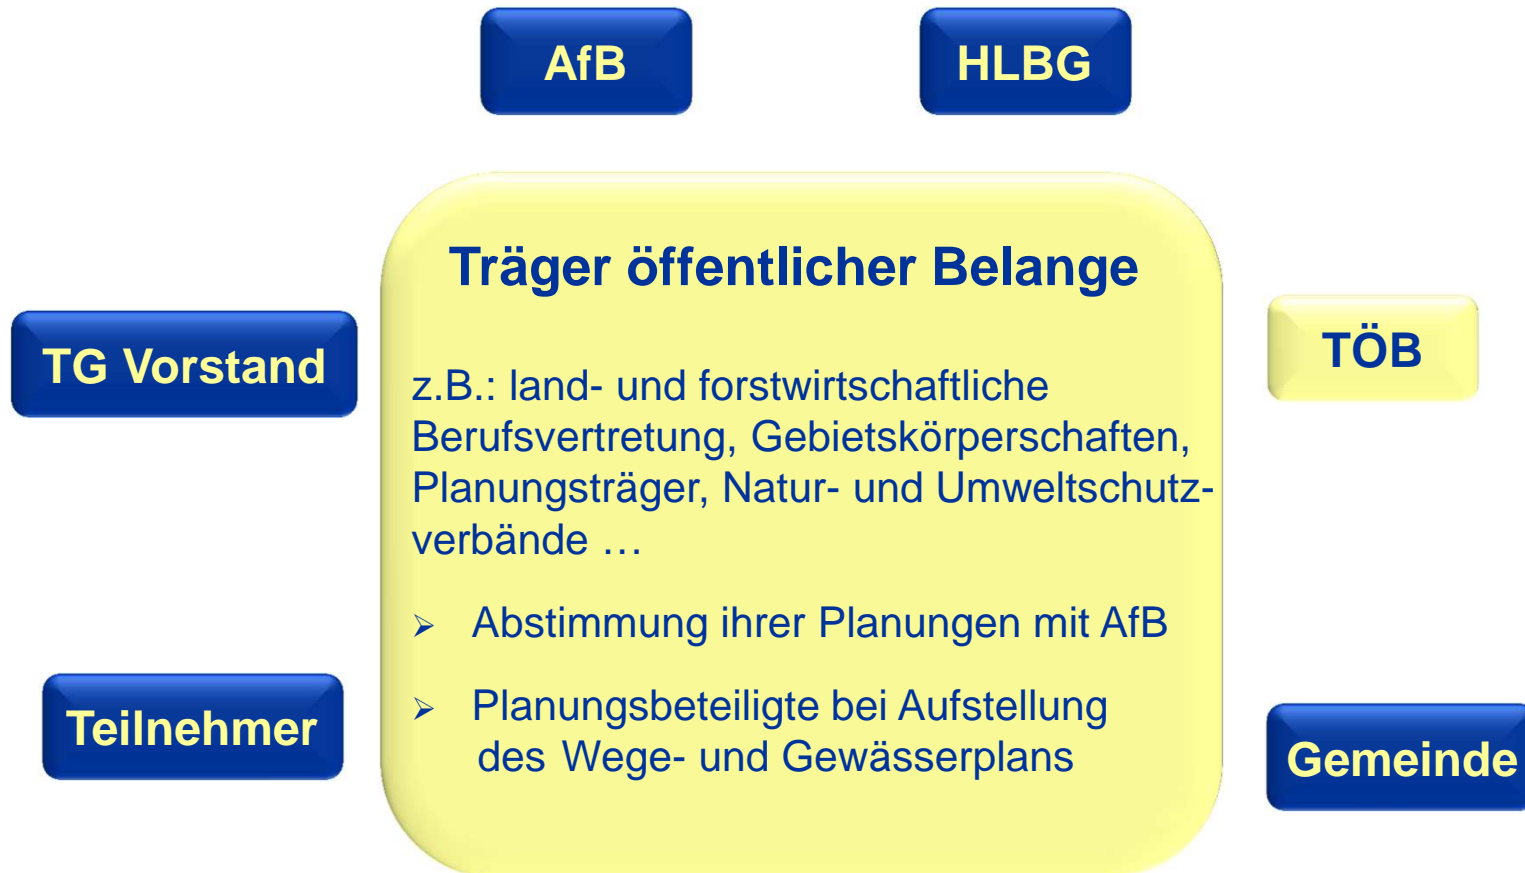 AfB
HLBG
Träger öffentlicher Belange
TG Vorstand
TÖB
z.B.: land- und forstwirtschaftliche
Berufsvertretung, Gebietskörperschaften,
Planungsträger, Natur- und Umweltschutz-
verbände …
➢ Abstimmung ihrer Planungen mit AfB
➢ Planungsbeteiligte bei Aufstellung
des Wege- und Gewässerplans
Teilnehmer
Gemeinde